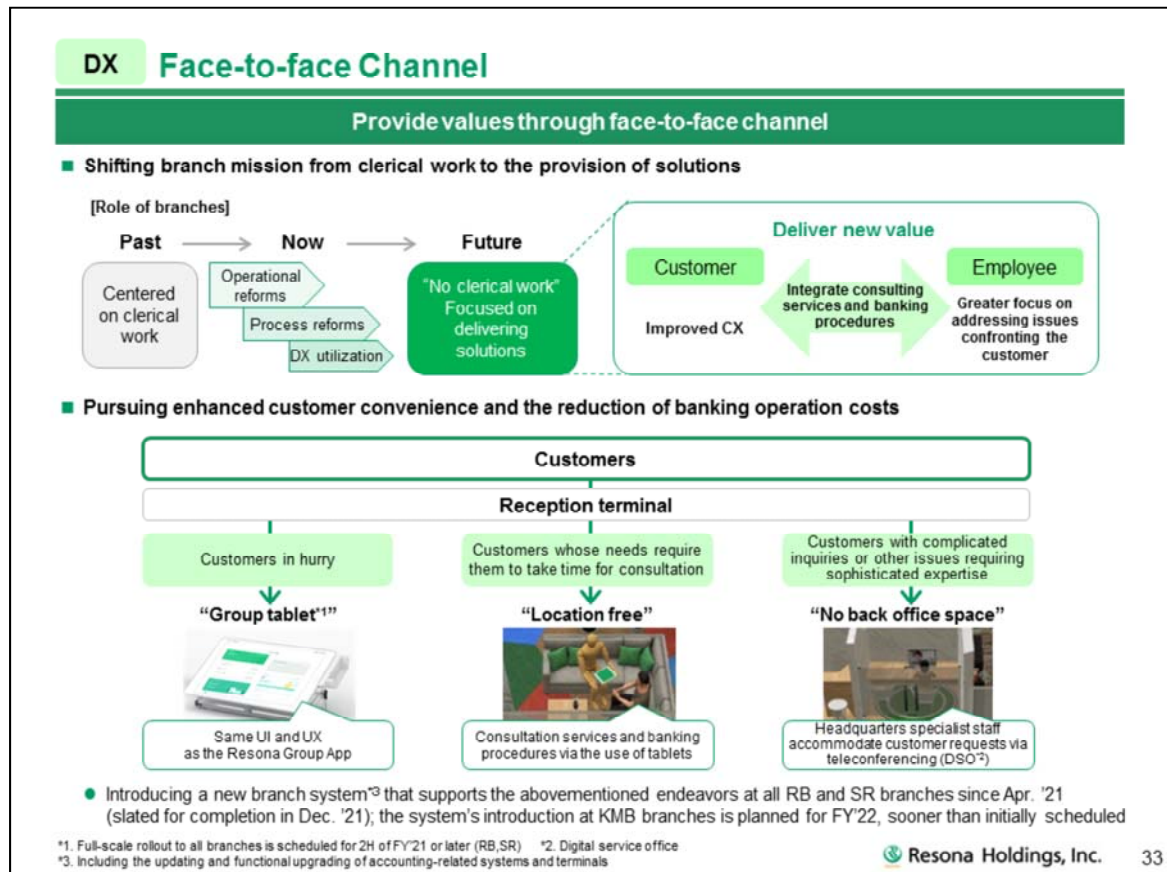 DX Face-to-face Channel
Provide values through face-to-face channel
Shifting branch mission from clerical work to the provision of solutions
[Role of branches]
Past
Now
Future
Centered
on clerical
work
Operational
reforms
Process reforms
DX utilization
"No clerical work"
Focused on
delivering
solutions
Deliver new value
Customer
Improved CX
Integrate consulting
services and banking
procedures
Employee
Greater focus on
addressing issues
confronting the
customer
Pursuing enhanced customer convenience and the reduction of banking operation costs
Customers
Reception terminal
Customers in hurry
"Group tablet*1"
Same UI and UX
as the Resona Group App
Customers whose needs require
them to take time for consultation
"Location free"
Consultation services and banking
procedures via the use of tablets
Customers with complicated
inquiries or other issues requiring
sophisticated expertise
"No back office space"
Headquarters specialist staff
accommodate customer requests via
teleconferencing (DSO*2)
● Introducing a new branch system*3 that supports the abovementioned endeavors at all RB and SR branches since Apr. '21
(slated for completion in Dec. '21); the system's introduction at KMB branches is planned for FY'22, sooner than initially scheduled
*1. Full-scale rollout to all branches is scheduled for 2H of FY'21 or later (RB,SR) *2. Digital service office
*3. Including the updating and functional upgrading of accounting-related systems and terminals
Resona Holdings, Inc.
33